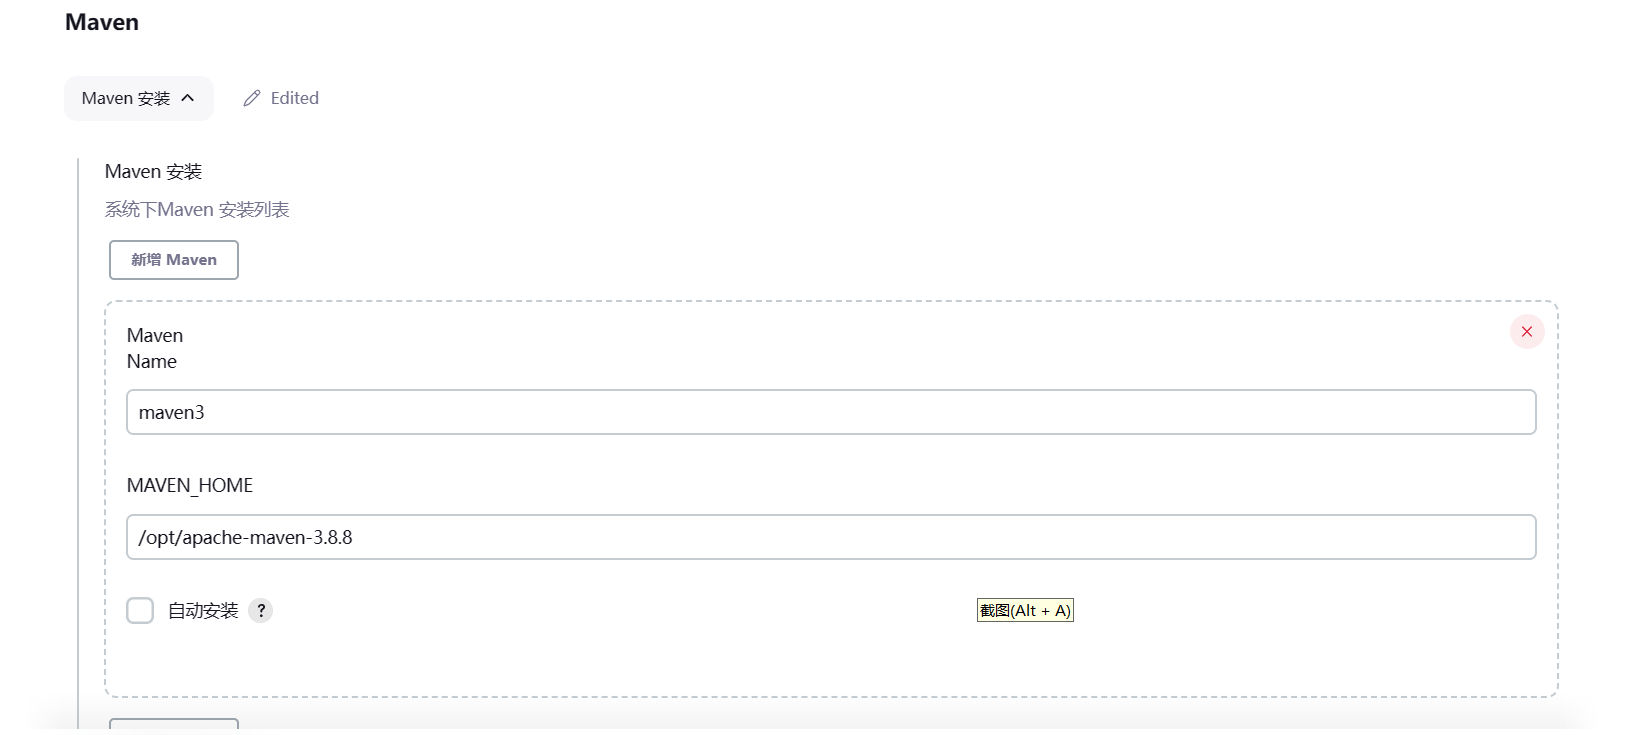 Maven
Maven 安装
Edited
Maven 安装
系统下Maven 安装列表
新增 Maven
Maven
Name
maven3
MAVEN_HOME
/opt/apache-maven-3.8.8
自动安装 ?
截图(Alt + A)